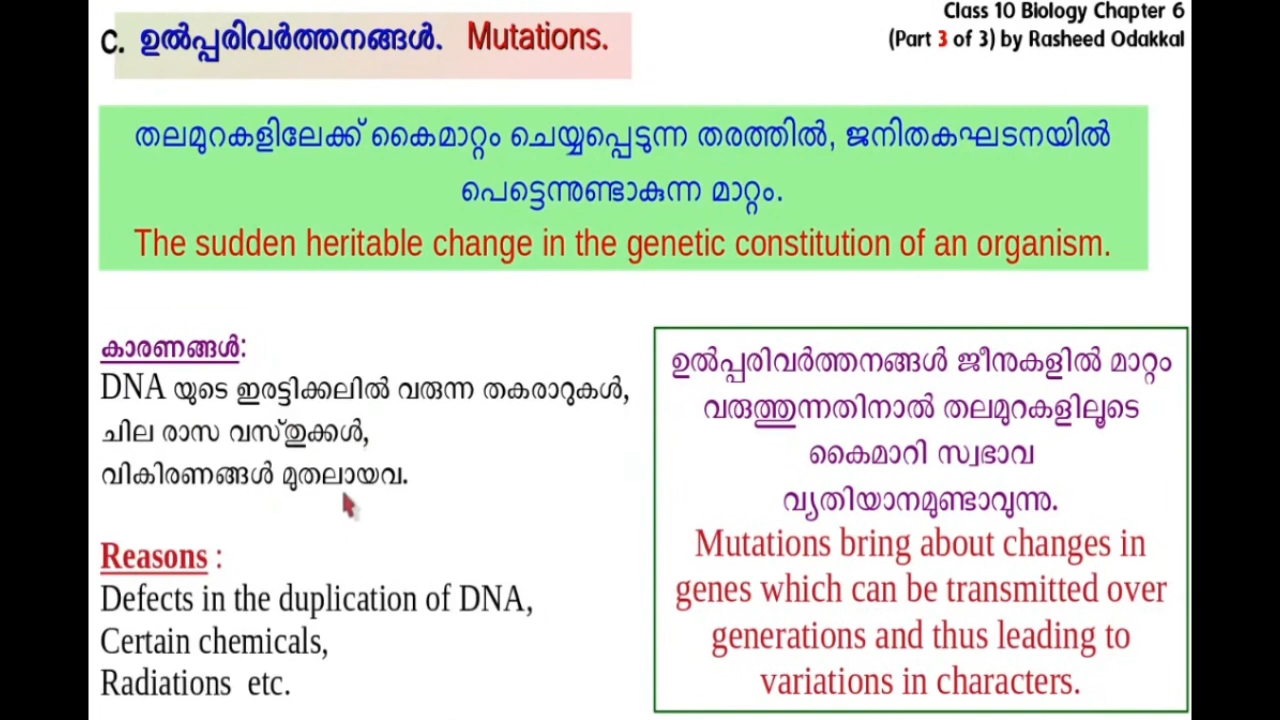 Class 10 Biology Chapter 6
(Part 3 of 3) by Rasheed Odakkal
C. ഉൽപ്പരിവർത്തനങ്ങൾ. Mutations.
തലമുറകളിലേക്ക് കൈമാറ്റം ചെയ്യപ്പെടുന്ന തരത്തിൽ, ജനിതകഘടനയിൽ
പെട്ടെന്നുണ്ടാകുന്ന മാറ്റം.
The sudden heritable change in the genetic constitution of an organism.
കാരണങ്ങൾ:
DNA യുടെ ഇരട്ടിക്കലിൽ വരുന്ന തകരാറുകൾ,
ചില രാസ വസ്തുക്കൾ,
വികിരണങ്ങൾ മുതലായവ.
Reasons :
Defects in the duplication of DNA,
Certain chemicals,
Radiations etc.
ഉൽപ്പരിവർത്തനങ്ങൾ ജീനുകളിൽ മാറ്റം
വരുത്തുന്നതിനാൽ തലമുറകളിലൂടെ
കൈമാറി സ്വഭാവ
വ്യതിയാനമുണ്ടാവുന്നു.
Mutations bring about changes in
genes which can be transmitted over
generations and thus leading to
variations in characters.